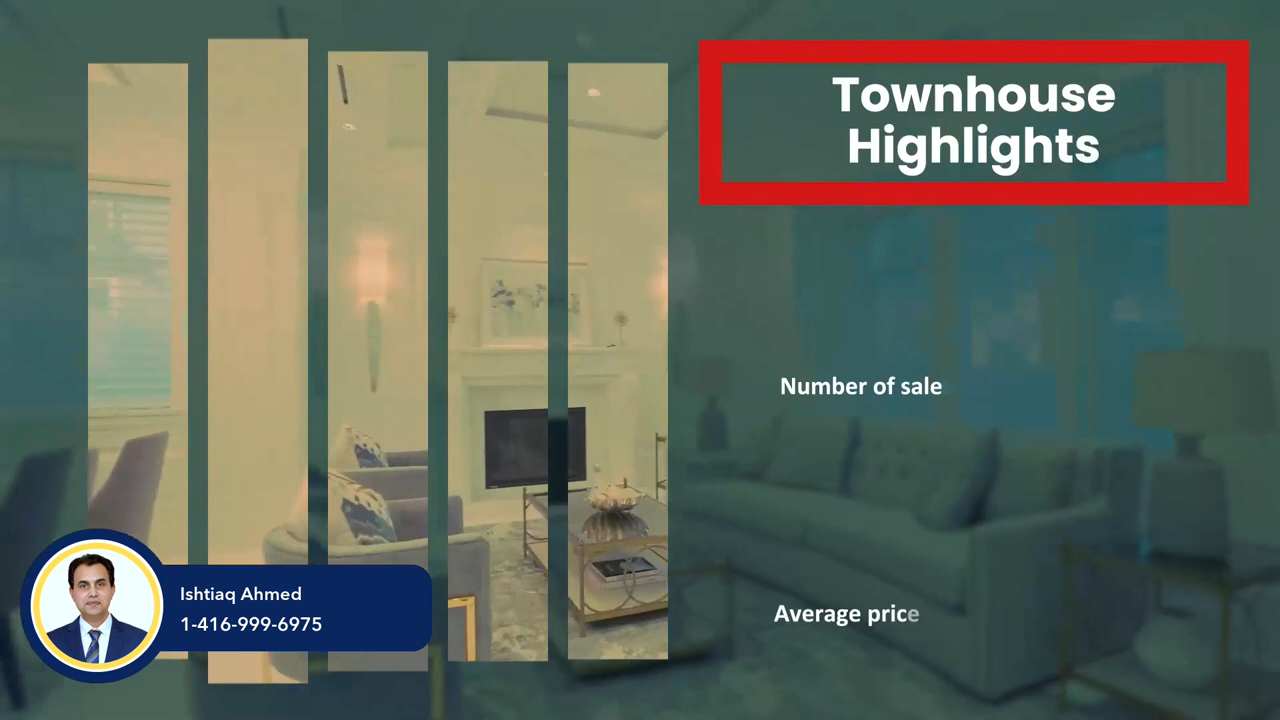 Townhouse
Highlights
Number of sale
Average price
Ishtiaq Ahmed
1-416-999-6975